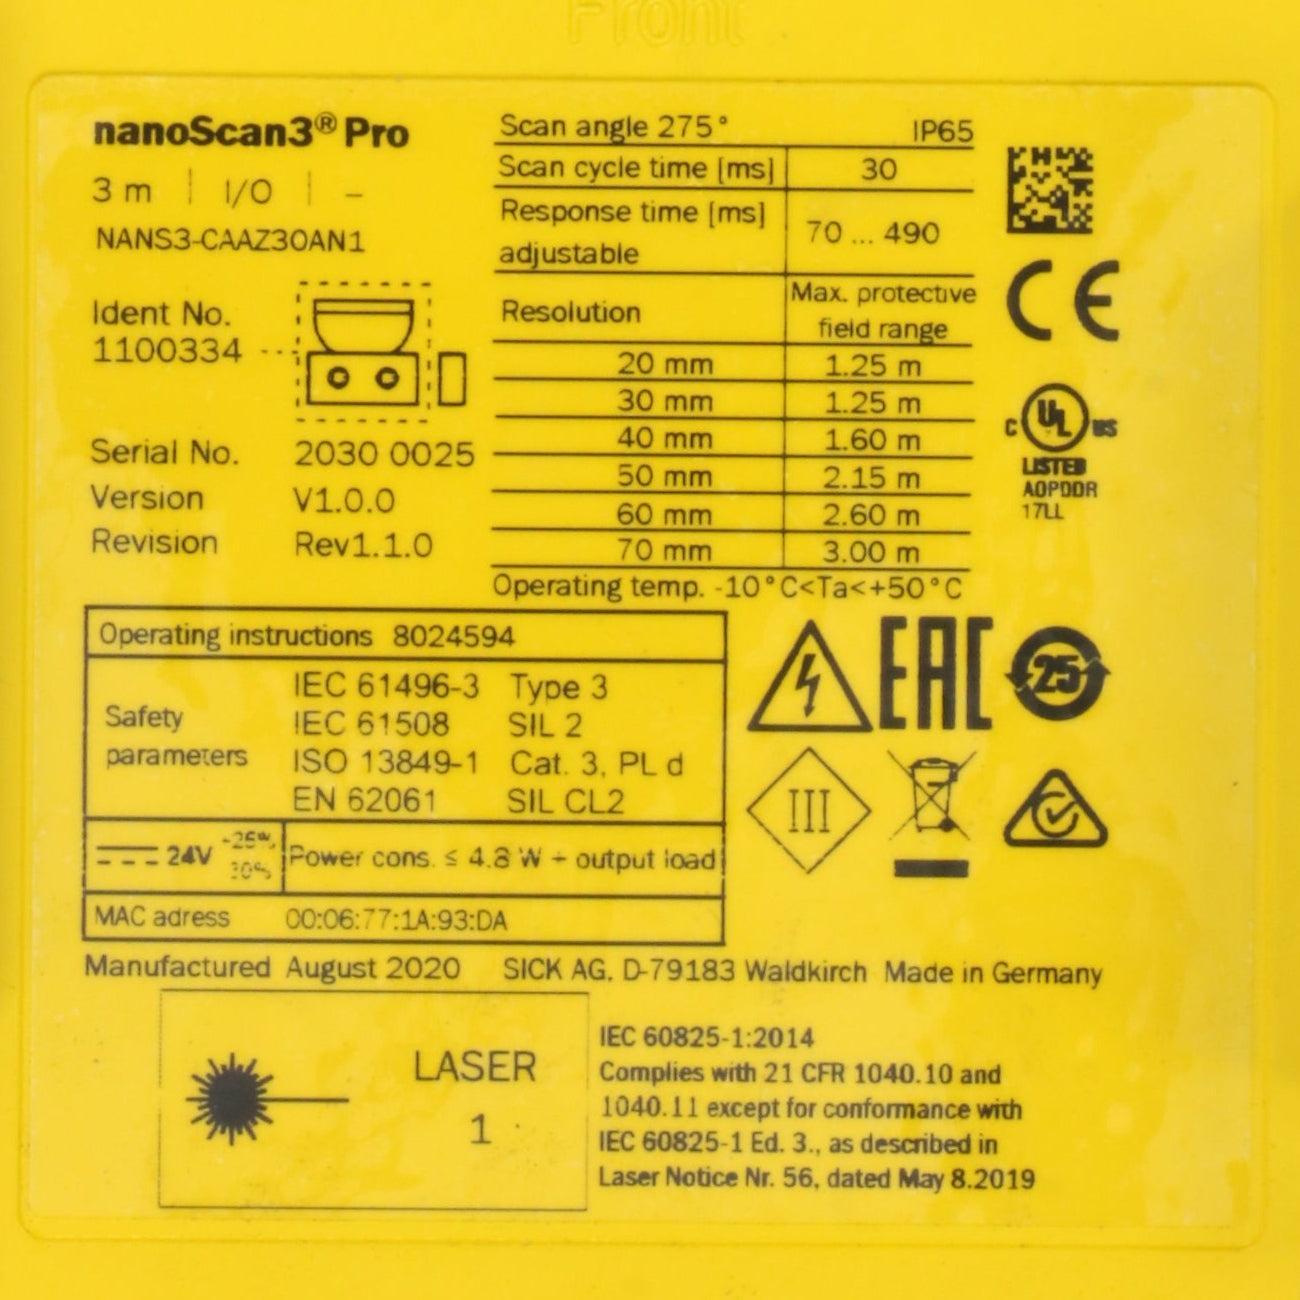 Front
nanoScan3® Pro
3 m | I/O | –
NANS3-CAAZ30AN1
Ident No.
1100334
Serial No. 2030 0025
Version V1.0.0
Revision Rev1.1.0
Scan angle 275° IP65
Scan cycle time [ms] 30
Response time [ms]
adjustable 70 ... 490
Resolution Max. protective
field range
20 mm 1.25 m
30 mm 1.25 m
40 mm 1.60 m
50 mm 2.15 m
60 mm 2.60 m
70 mm 3.00 m
Operating temp. -10°C<Ta<+50°C
CE
C UL US
LISTED
AOPDDR
17LL
Operating instructions 8024594
Safety
parameters
IEC 61496-3 Type 3
IEC 61508 SIL 2
ISO 13849-1 Cat. 3, PL d
EN 62061 SIL CL2
24V
Power cons. ≤ 4.8 W + output load
MAC adress 00:06:77:1A:93:DA
EAC
25
III
Manufactured August 2020 SICK AG. D-79183 Waldkirch Made in Germany
LASER
1
IEC 60825-1:2014
Complies with 21 CFR 1040.10 and
1040.11 except for conformance with
IEC 60825-1 Ed. 3., as described in
Laser Notice Nr. 56, dated May 8.2019